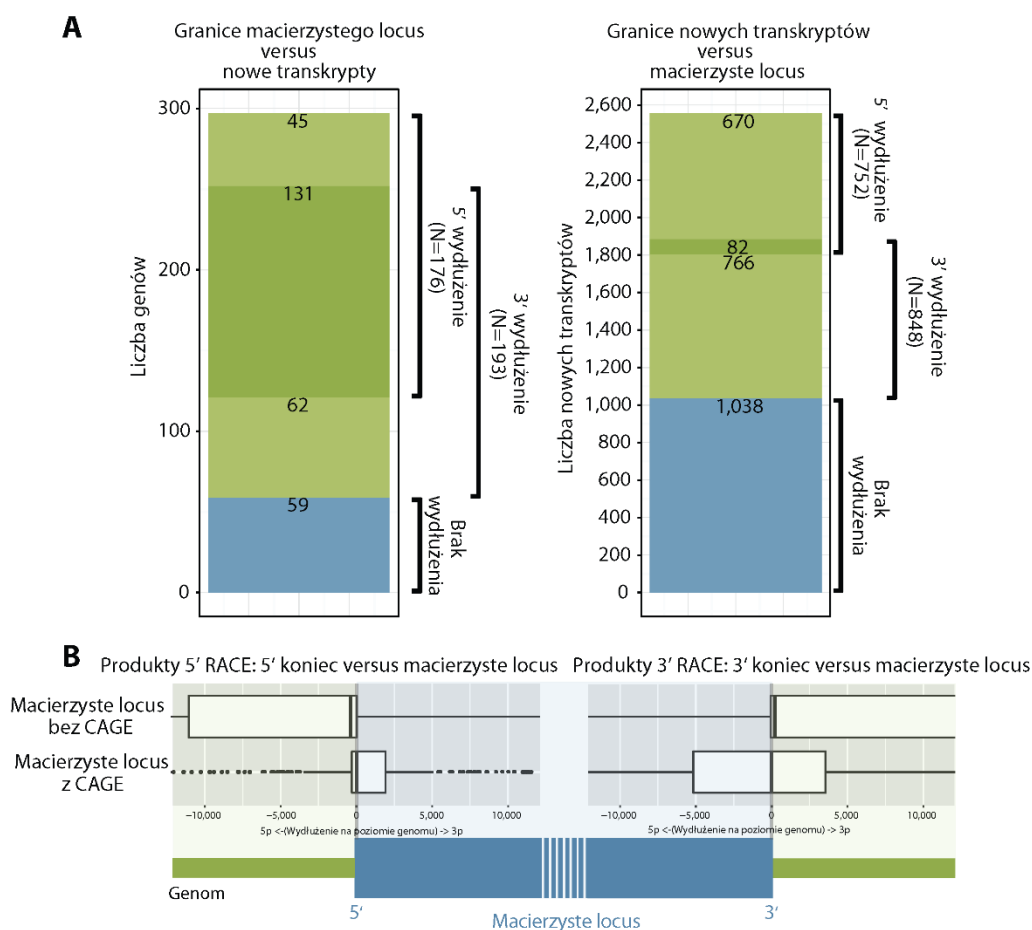 A
Granice macierzystego locus
versus
nowe transkrypty
Liczba genów
300
200
100
0
45
131
62
59
5‘ wydłużenie
(N=176)
3‘ wydłużenie
(N=193)
Brak
wydłużenia
Granice nowych transkryptów
versus
macierzyste locus
Liczba nowych transkryptów
2,600
2,400
2,200
2,000
1,800
1,600
1,400
1,200
1,000
800
600
400
200
0
670
82
766
1,038
5‘ wydłużenie
(N=752)
3‘ wydłużenie
(N=848)
Brak
wydłużenia
B
Produkty 5‘ RACE: 5‘ koniec versus macierzyste locus
Produkty 3‘ RACE: 3‘ koniec versus macierzyste locus
Macierzyste locus
bez CAGE
Macierzyste locus
z CAGE
−10,000 −5,000 0 5,000 10,000
5p <-(Wydłużenie na poziomie genomu) -> 3p
−10,000 −5,000 0 5,000 10,000
5p <-(Wydłużenie na poziomie genomu) -> 3p
Genom
5‘
Macierzyste locus
3‘